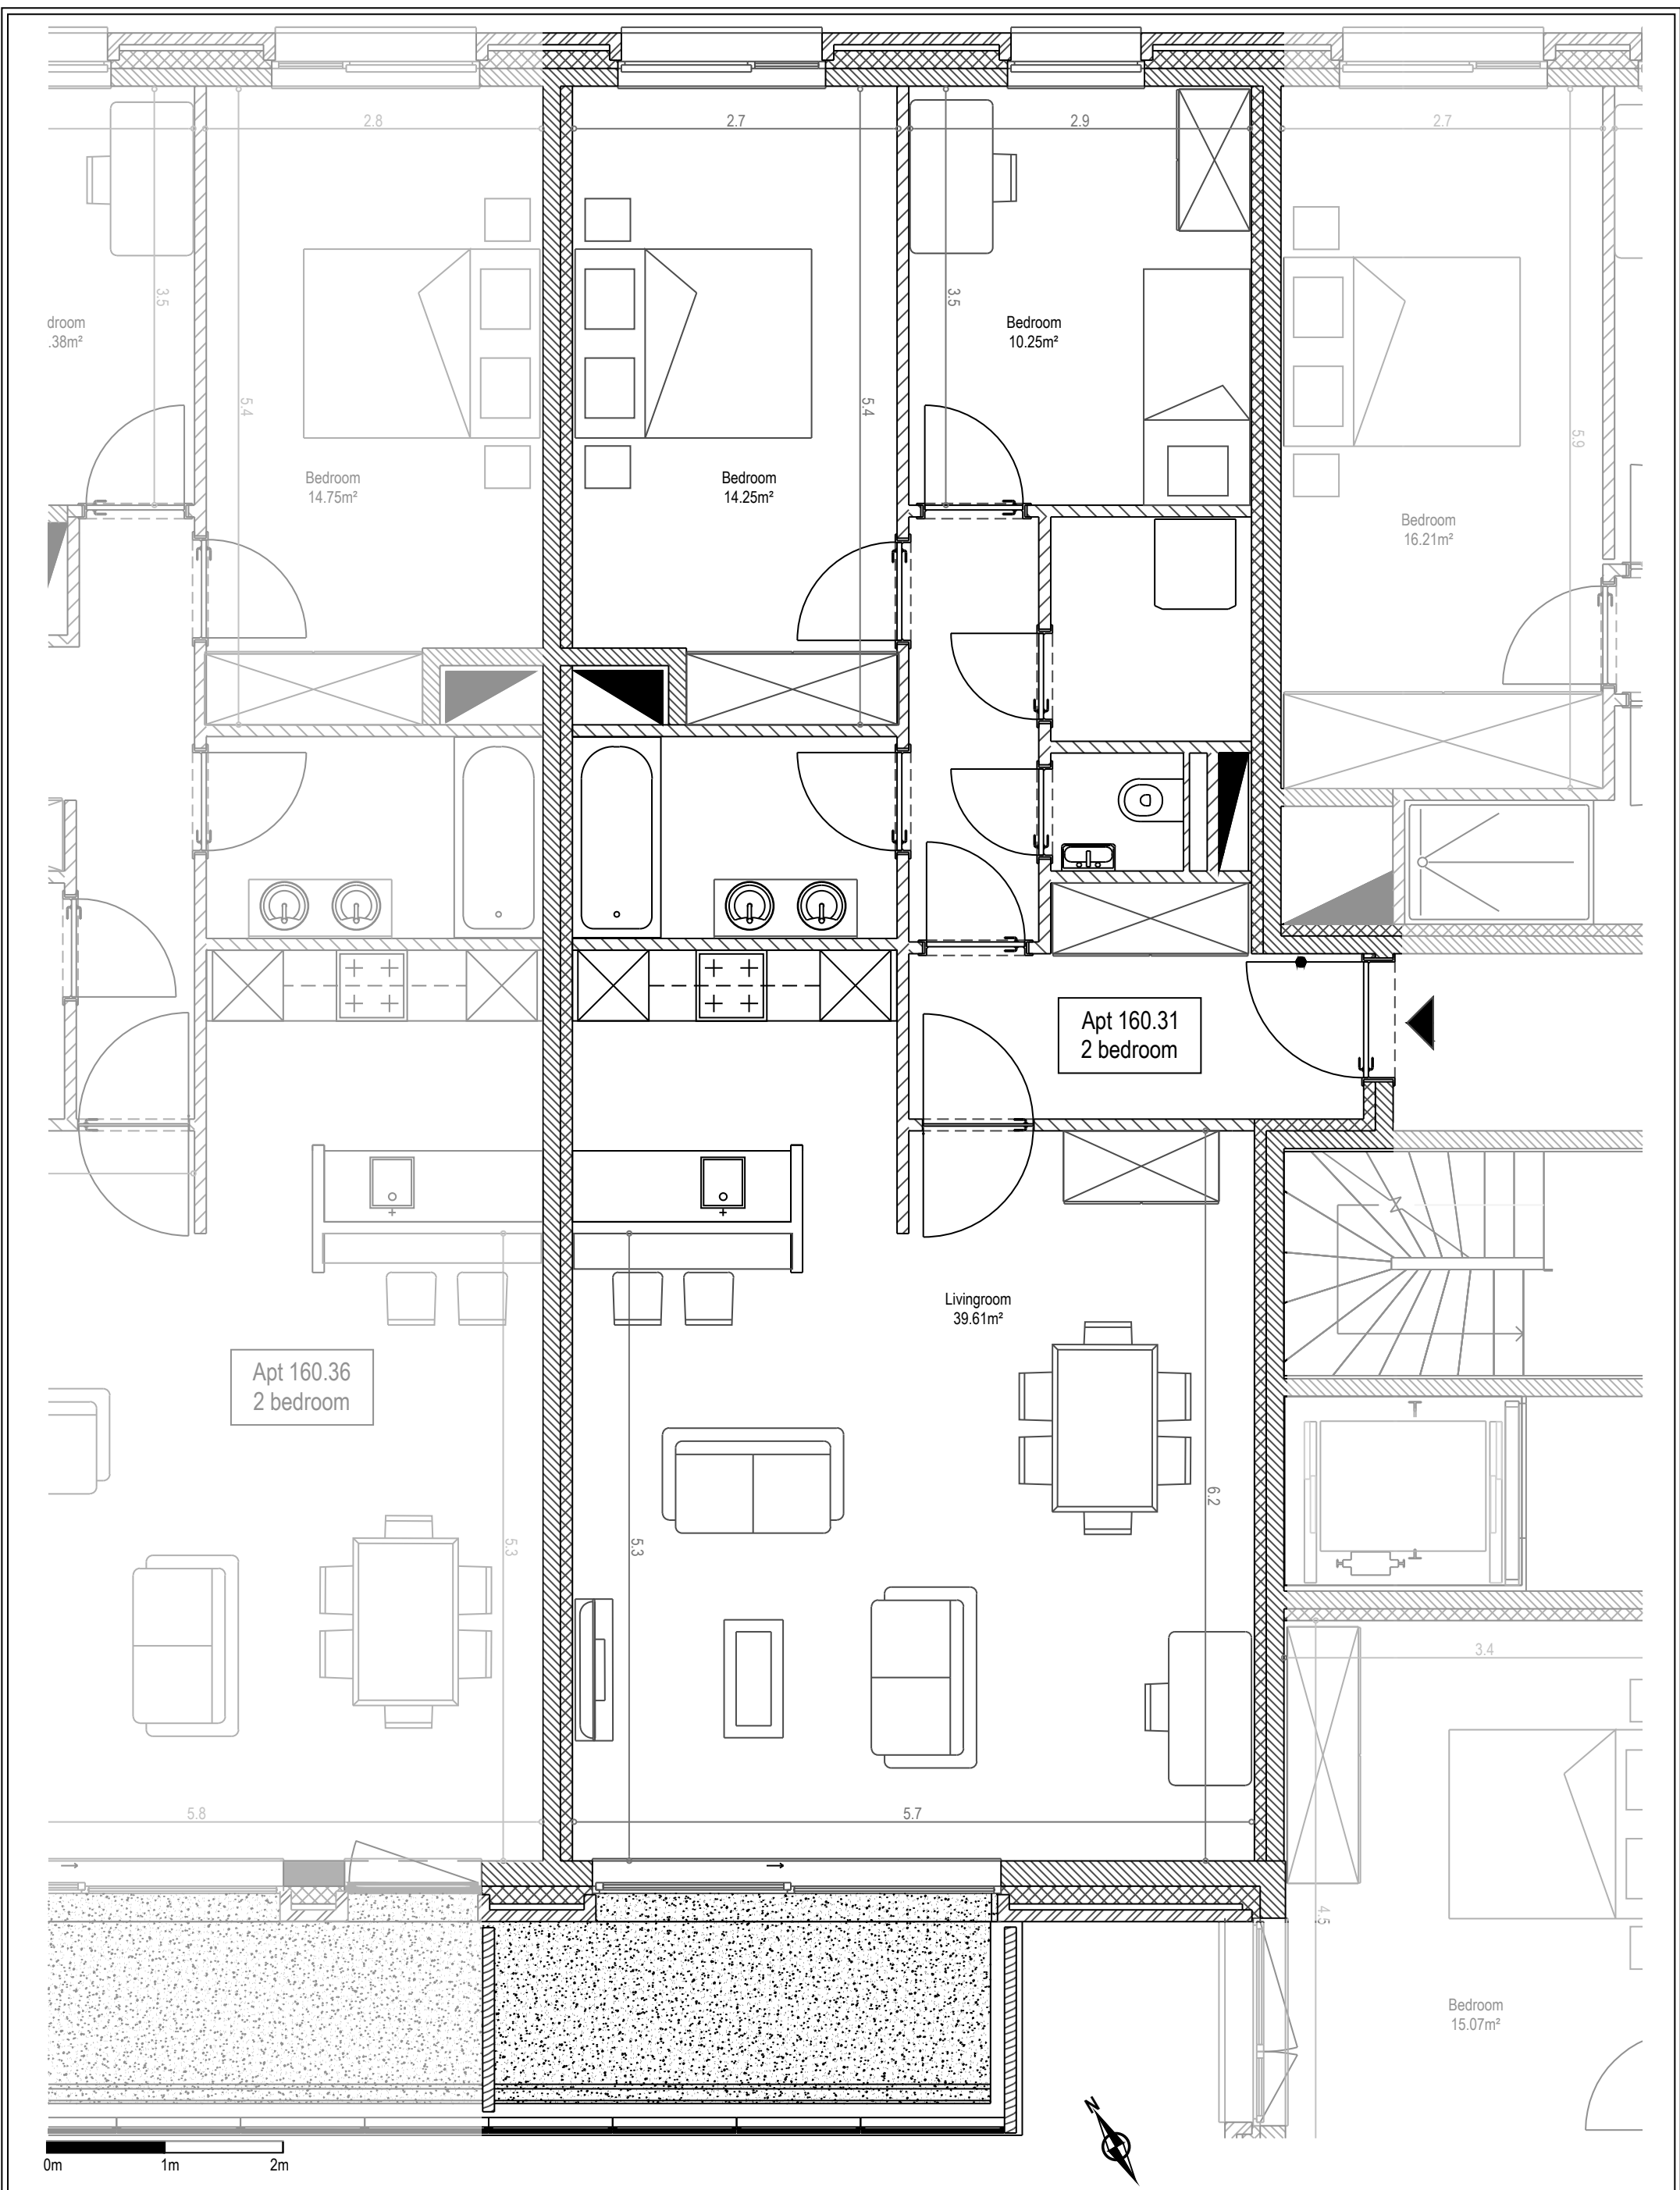 2.8
2.7
2.9
2.7
3.5
3.5
droom
.38m²
Bedroom
10.25m²
5.4
5.4
5.9
Bedroom
14.75m²
Bedroom
14.25m²
Bedroom
16.21m²
Apt 160.31
2 bedroom
Livingroom
39.61m²
Apt 160.36
2 bedroom
6.2
5.3
5.3
3.4
5.8
5.7
4.5
Bedroom
15.07m²
N
0m 1m 2m